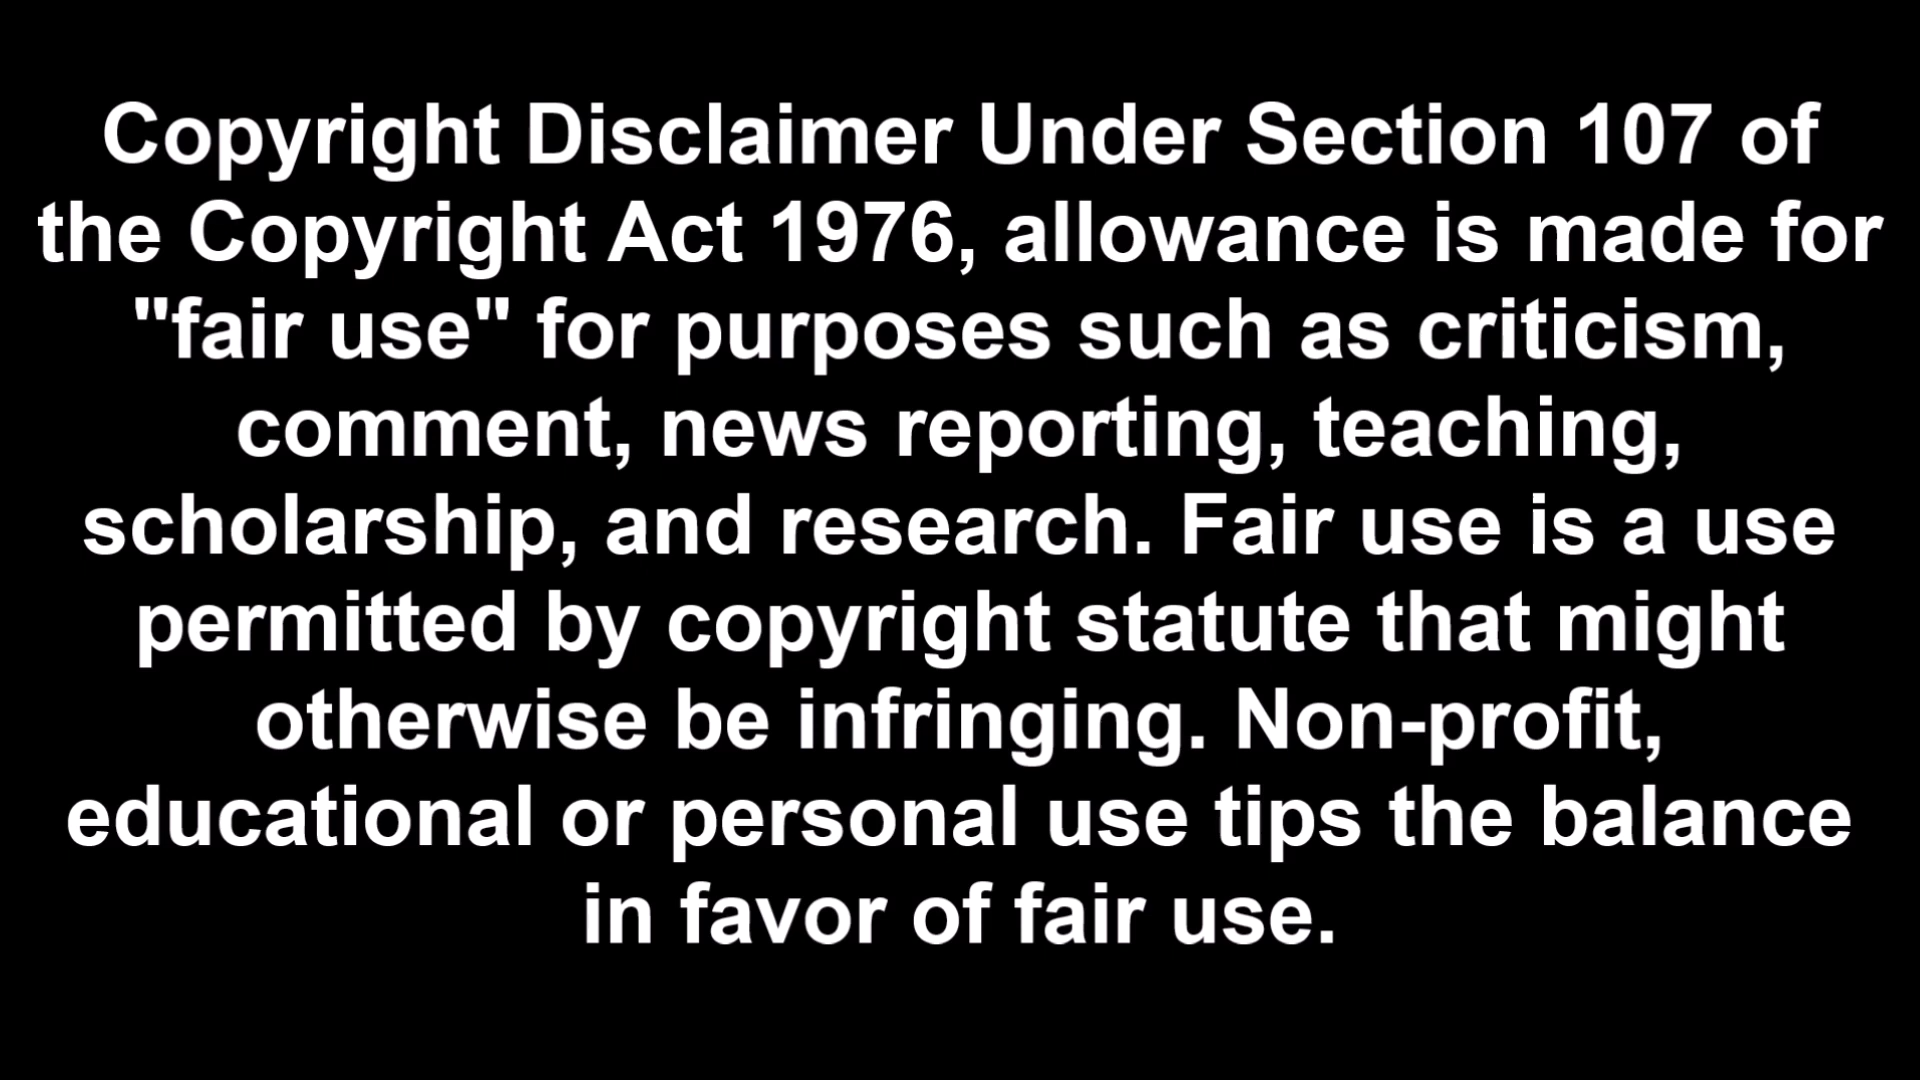 Copyright Disclaimer Under Section 107 of
the Copyright Act 1976, allowance is made for
"fair use" for purposes such as criticism,
comment, news reporting, teaching,
scholarship, and research. Fair use is a use
permitted by copyright statute that might
otherwise be infringing. Non-profit,
educational or personal use tips the balance
in favor of fair use.